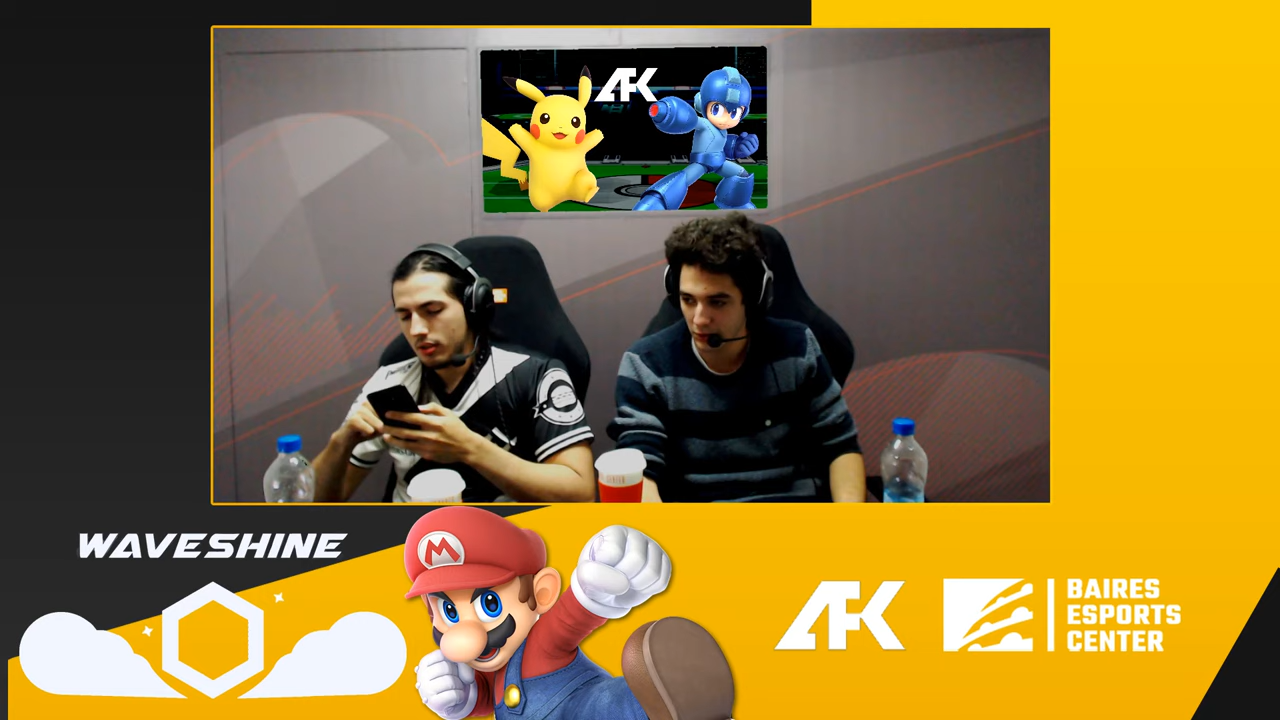 AFK
M
WAVESHINE
AFK
BAIRES
ESPORTS
CENTER